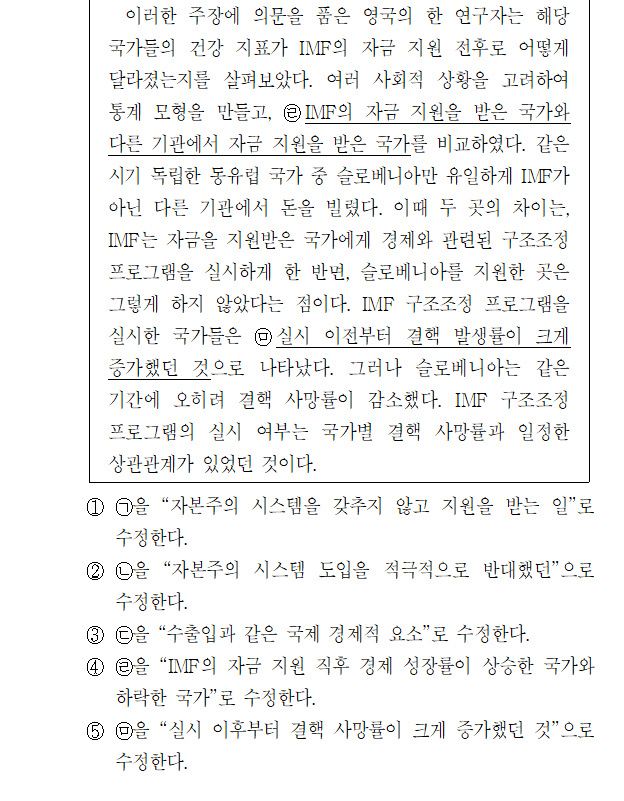 이러한 주장에 의문을 품은 영국의 한 연구자는 해당
국가들의 건강 지표가 IMF의 자금 지원 전후로 어떻게
달라졌는지를 살펴보았다. 여러 사회적 상황을 고려하여
통계 모형을 만들고, ㉣IMF의 자금 지원을 받은 국가와
다른 기관에서 자금 지원을 받은 국가를 비교하였다. 같은
시기 독립한 동유럽 국가 중 슬로베니아만 유일하게 IMF가
아닌 다른 기관에서 돈을 빌렸다. 이때 두 곳의 차이는,
IMF는 자금을 지원받은 국가에게 경제와 관련된 구조조정
프로그램을 실시하게 한 반면, 슬로베니아를 지원한 곳은
그렇게 하지 않았다는 점이다. IMF 구조조정 프로그램을
실시한 국가들은 ㉤실시 이전부터 결핵 발생률이 크게
증가했던 것으로 나타났다. 그러나 슬로베니아는 같은
기간에 오히려 결핵 사망률이 감소했다. IMF 구조조정
프로그램의 실시 여부는 국가별 결핵 사망률과 일정한
상관관계가 있었던 것이다.
① ㉠을 “자본주의 시스템을 갖추지 않고 지원을 받는 일”로
수정한다.
② ㉡을 “자본주의 시스템 도입을 적극적으로 반대했던”으로
수정한다.
③ ㉢을 “수출입과 같은 국제 경제적 요소”로 수정한다.
④ ㉣을 “IMF의 자금 지원 직후 경제 성장률이 상승한 국가와
하락한 국가”로 수정한다.
⑤ ㉤을 “실시 이후부터 결핵 사망률이 크게 증가했던 것”으로
수정한다.